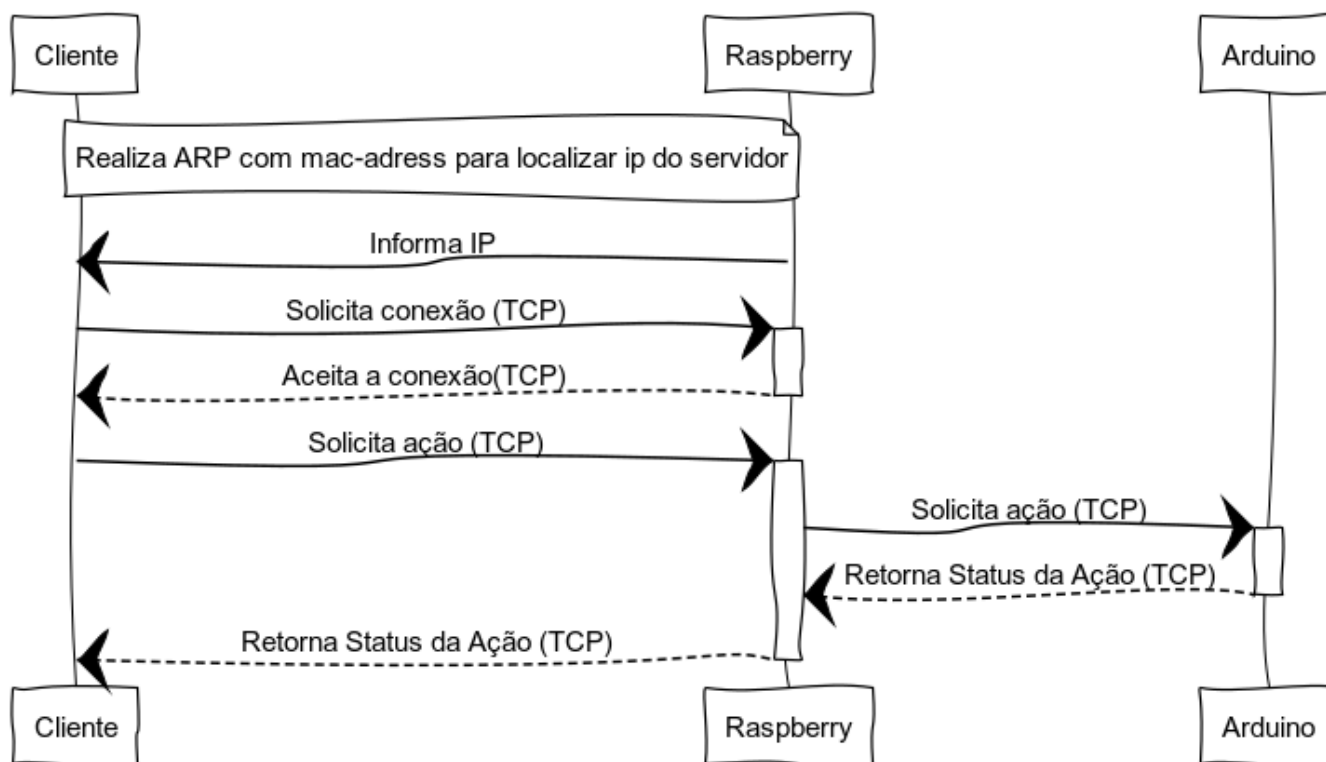 Cliente
Raspberry
Arduino
Realiza ARP com mac-adress para localizar ip do servidor
Informa IP
Solicita conexão (TCP)
Aceita a conexão(TCP)
Solicita ação (TCP)
Solicita ação (TCP)
Retorna Status da Ação (TCP)
Retorna Status da Ação (TCP)
Cliente
Raspberry
Arduino